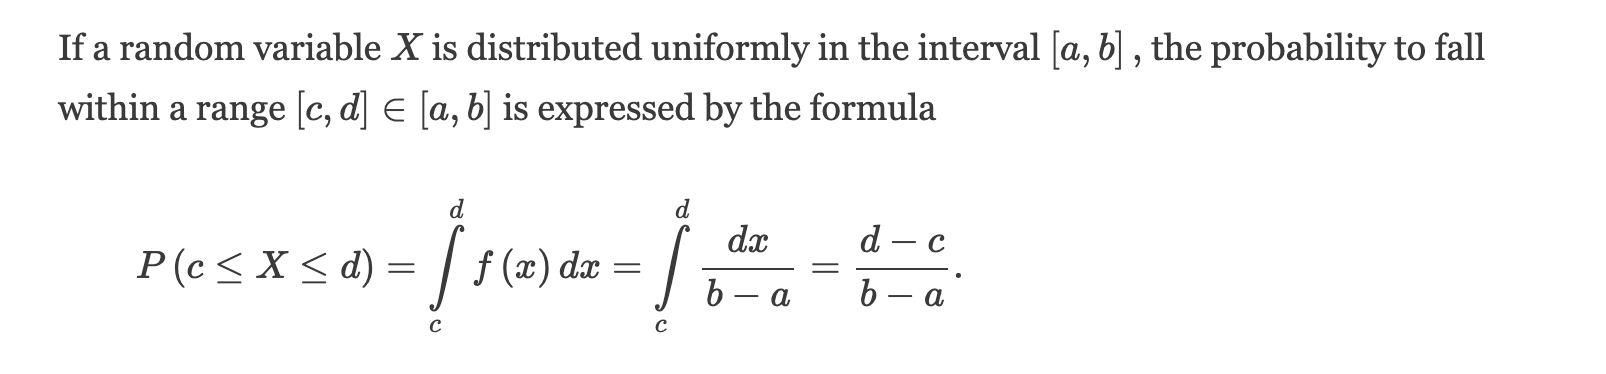 If a random variable X is distributed uniformly in the interval [a, b] , the probability to fall
within a range [c, d] ∈ [a, b] is expressed by the formula
P (c ≤ X ≤ d) = ∫_c^d f (x) dx = ∫_c^d dx/(b − a) = (d − c)/(b − a).